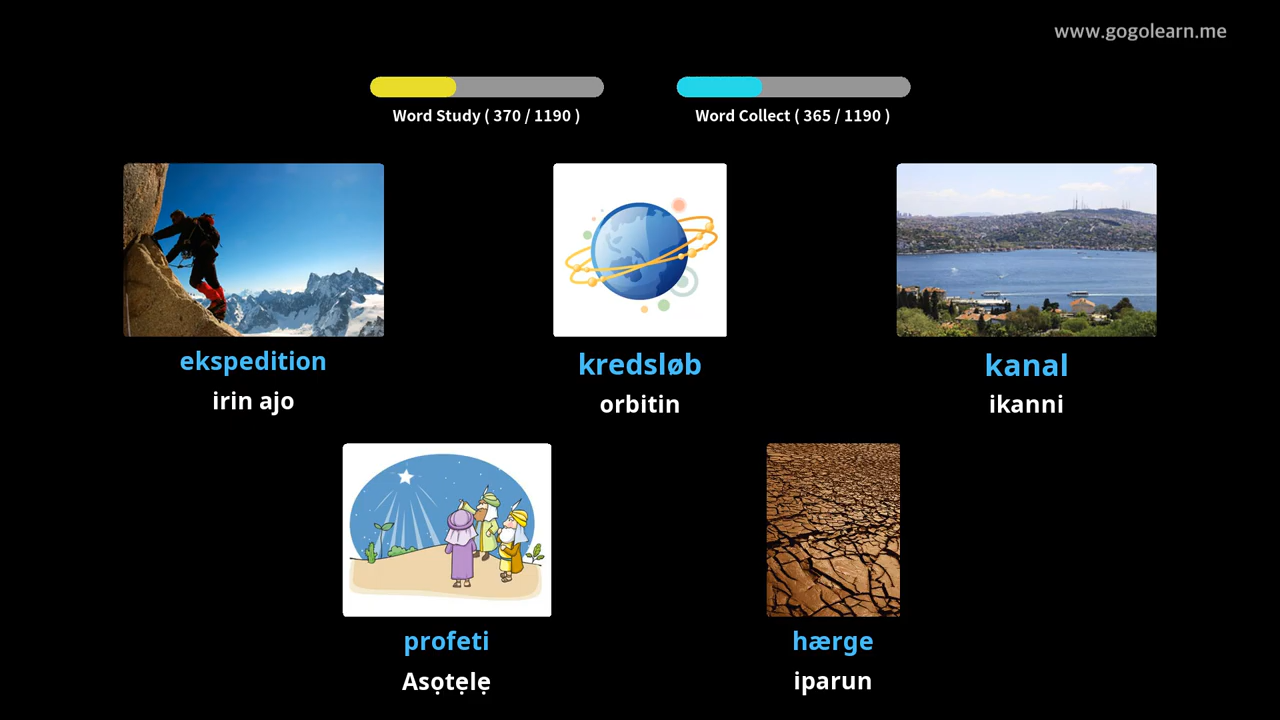 www.gogolearn.me
Word Study ( 370 / 1190 )
Word Collect ( 365 / 1190 )
ekspedition
irin ajo
kredsløb
orbitin
kanal
ikanni
profeti
Asọtẹlẹ
hærge
iparun